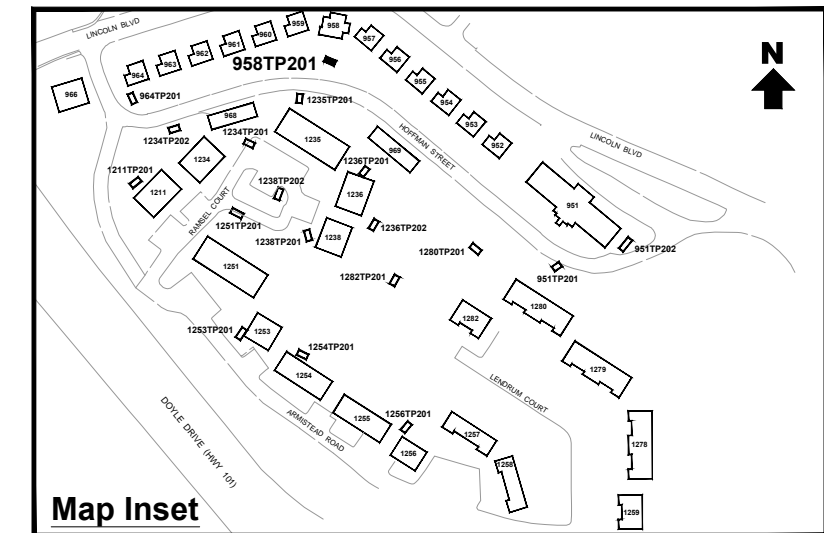 LINCOLN BLVD
959
958
960
961
962
963
964
957
956
955
954
953
952
958TP201
N
966
964TP201
968
1235TP201
1235
HOFFMAN STREET
LINCOLN BLVD
1234TP202
1234TP201
1234
969
1236TP201
1211TP201
1211
1238TP202
1236
951
RAMSEL COURT
1251TP201
1236TP202
1238TP201
1238
951TP202
1251
1280TP201
951TP201
1282TP201
1280
1282
1253TP201
1253
1254TP201
1254
1279
LENDRUM COURT
DOYLE DRIVE (HWY 101)
ARMISTEAD ROAD
1255
1256TP201
1256
1257
1258
1278
1259
Map Inset